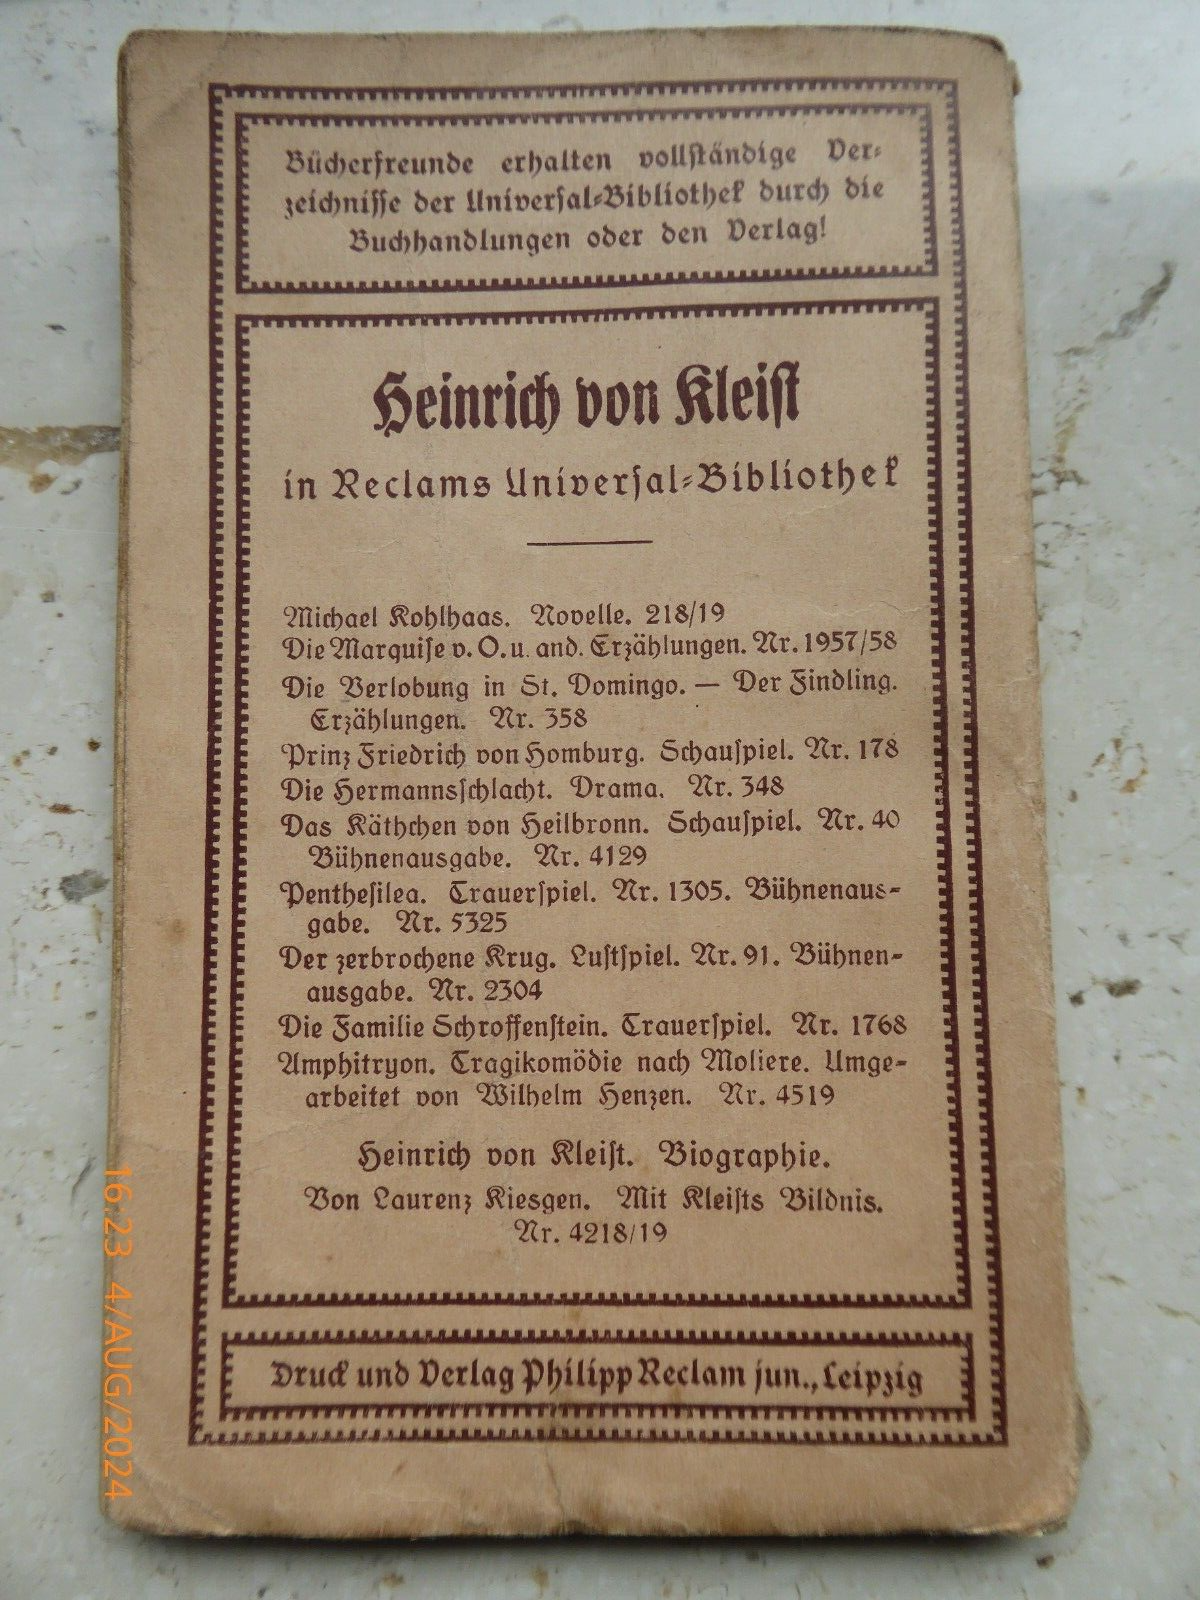 Bücherfreunde erhalten vollständige Ver-
zeichnisse der Universal-Bibliothek durch die
Buchhandlungen oder den Verlag!
Heinrich von Kleist
in Reclams Universal-Bibliothek
Michael Kohlhaas. Novelle. 218/19
Die Marquise v. O. u. and. Erzählungen. Nr. 1957/58
Die Verlobung in St. Domingo. — Der Findling.
Erzählungen. Nr. 358
Prinz Friedrich von Homburg. Schauspiel. Nr. 178
Die Hermannsschlacht. Drama. Nr. 348
Das Käthchen von Heilbronn. Schauspiel. Nr. 40
Bühnenausgabe. Nr. 4129
Penthesilea. Trauerspiel. Nr. 1305. Bühnenaus-
gabe. Nr. 5325
Der zerbrochene Krug. Lustspiel. Nr. 91. Bühnen-
ausgabe. Nr. 2304
Die Familie Schroffenstein. Trauerspiel. Nr. 1768
Amphitryon. Tragikomödie nach Moliere. Umge-
arbeitet von Wilhelm Henzen. Nr. 4519
Heinrich von Kleist. Biographie.
Von Laurenz Kiesgen. Mit Kleists Bildnis.
Nr. 4218/19
Druck und Verlag Philipp Reclam jun., Leipzig
16:23 4/AUG/2024